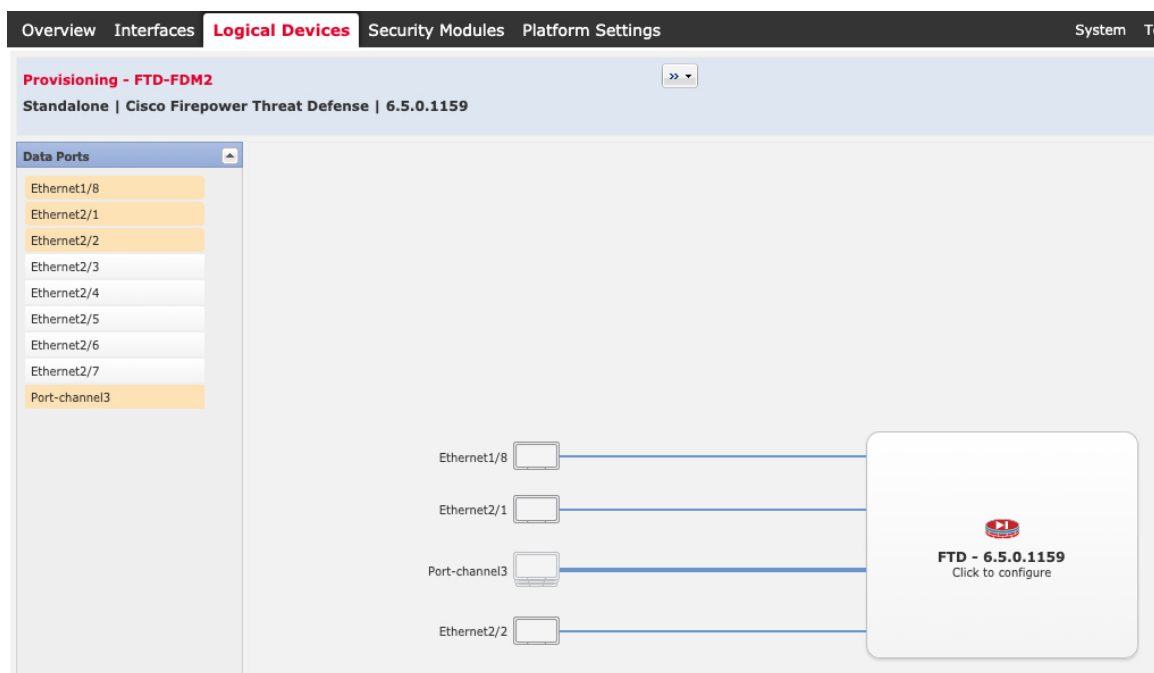 Overview Interfaces Logical Devices Security Modules Platform Settings System
Provisioning - FTD-FDM2
Standalone | Cisco Firepower Threat Defense | 6.5.0.1159
Data Ports
Ethernet1/8
Ethernet2/1
Ethernet2/2
Ethernet2/3
Ethernet2/4
Ethernet2/5
Ethernet2/6
Ethernet2/7
Port-channel3
Ethernet1/8
Ethernet2/1
Port-channel3
Ethernet2/2
FTD - 6.5.0.1159
Click to configure